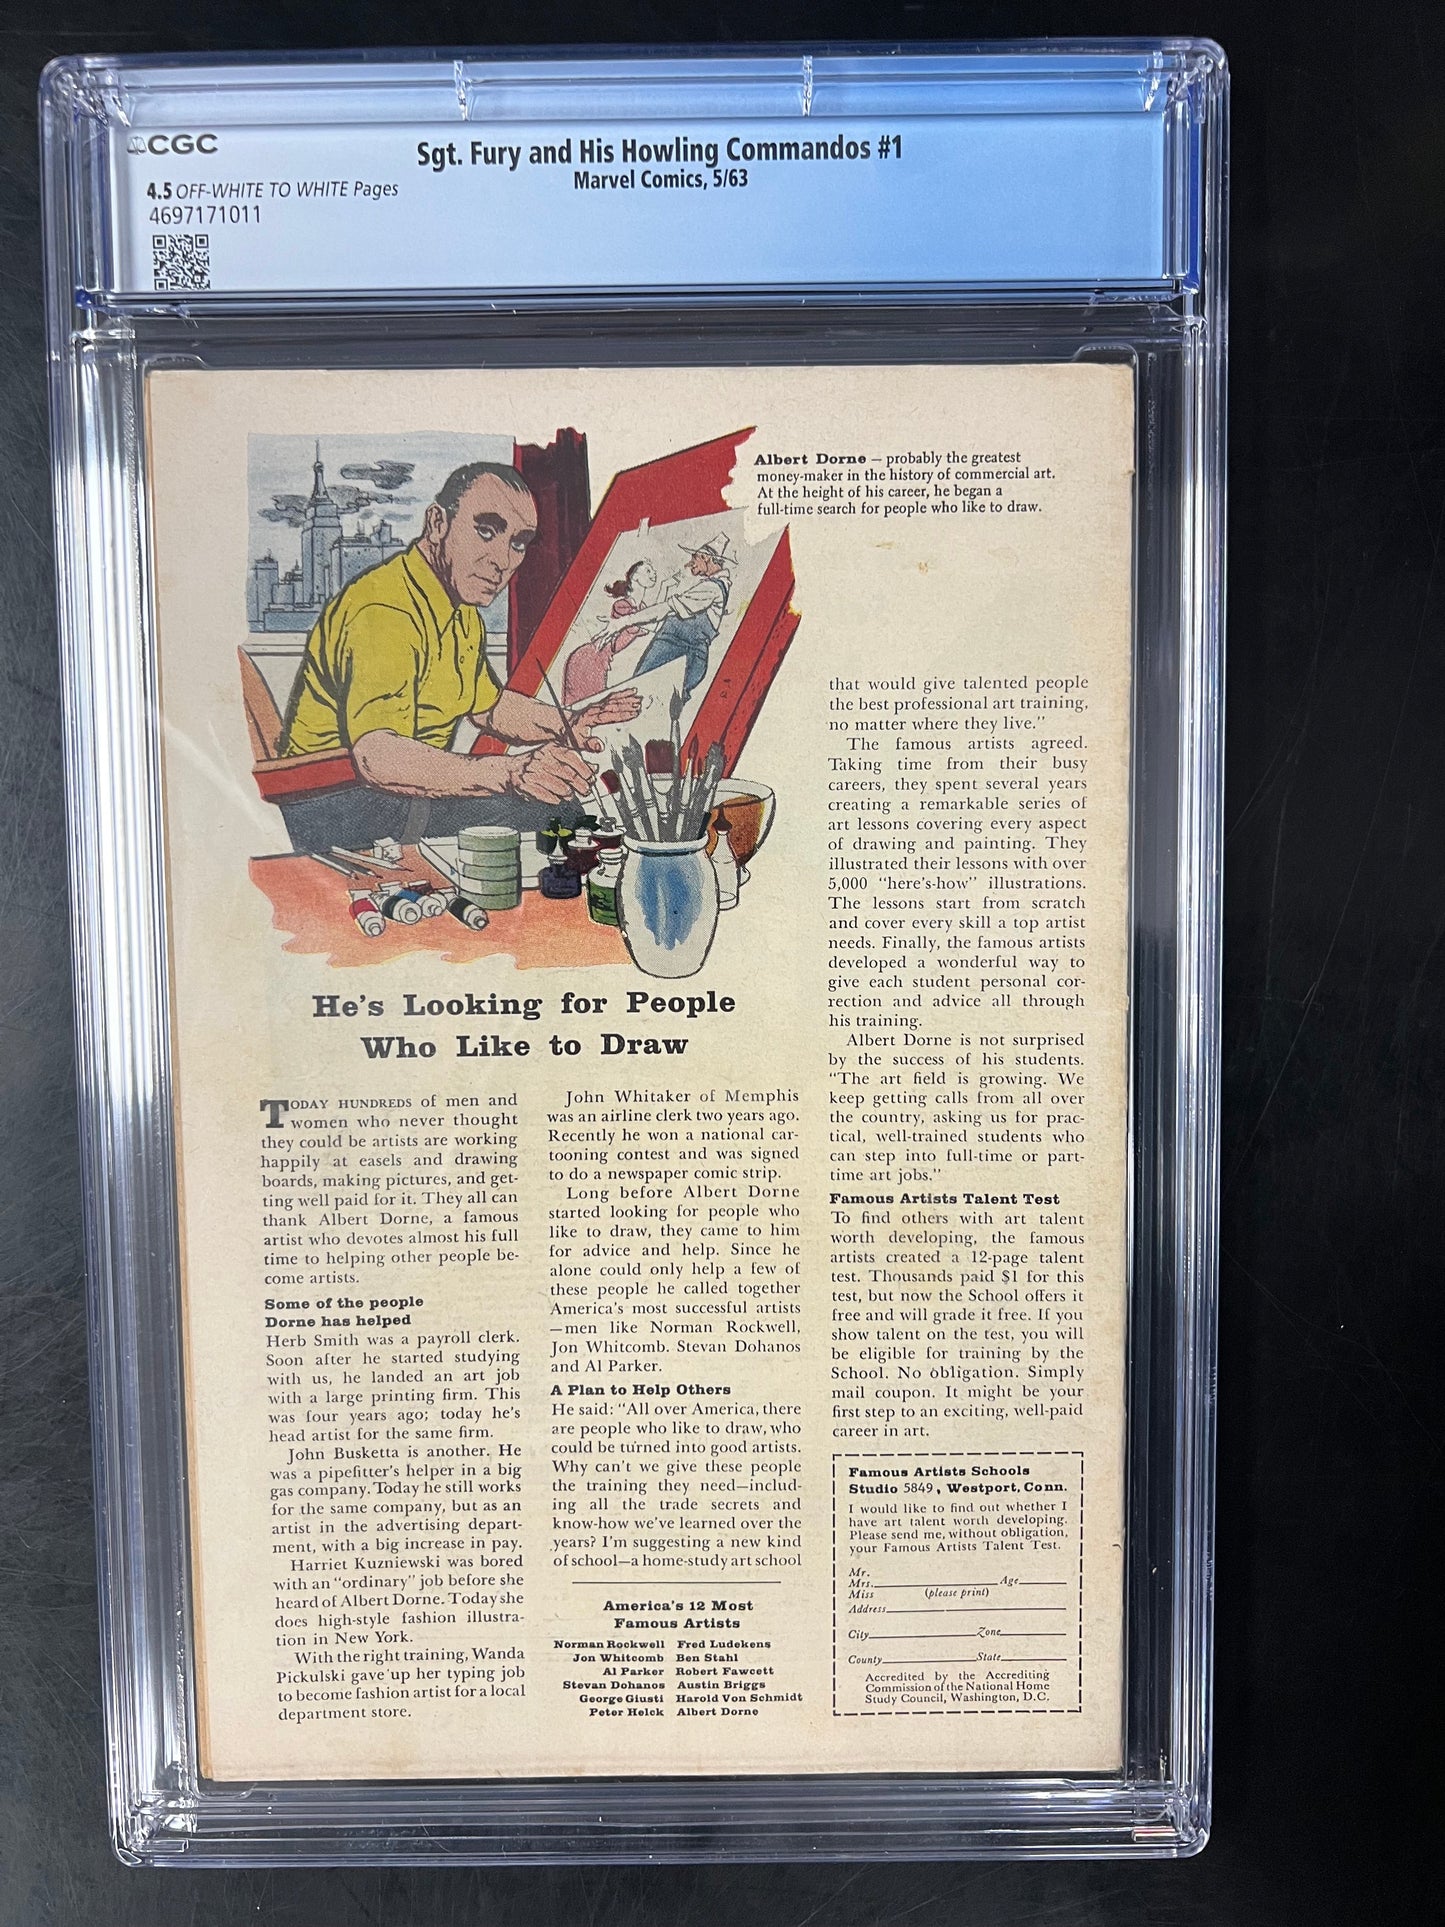 CGC
Sgt. Fury and His Howling Commandos #1
Marvel Comics, 5/63
4.5 OFF-WHITE TO WHITE Pages
4697171011
Albert Dorne – probably the greatest
money-maker in the history of commercial art.
At the height of his career, he began a
full-time search for people who like to draw.
He's Looking for People
Who Like to Draw
TODAY HUNDREDS of men and
women who never thought
they could be artists are working
happily at easels and drawing
boards, making pictures, and get-
ting well paid for it. They all can
thank Albert Dorne, a famous
artist who devotes almost his full
time to helping other people be-
come artists.
Some of the people
Dorne has helped
Herb Smith was a payroll clerk.
Soon after he started studying
with us, he landed an art job
with a large printing firm. This
was four years ago; today he's
head artist for the same firm.
John Busketta is another. He
was a pipefitter's helper in a big
gas company. Today he still works
for the same company, but as an
artist in the advertising depart-
ment, with a big increase in pay.
Harriet Kuzniewski was bored
with an "ordinary" job before she
heard of Albert Dorne. Today she
does high-style fashion illustra-
tion in New York.
With the right training, Wanda
Pickulski gave up her typing job
to become fashion artist for a local
department store.
John Whitaker of Memphis
was an airline clerk two years ago.
Recently he won a national car-
tooning contest and was signed
to do a newspaper comic strip.
Long before Albert Dorne
started looking for people who
like to draw, they came to him
for advice and help. Since he
alone could only help a few of
these people he called together
America's most successful artists
—men like Norman Rockwell,
Jon Whitcomb. Stevan Dohanos
and Al Parker.
A Plan to Help Others
He said: "All over America, there
are people who like to draw, who
could be turned into good artists.
Why can't we give these people
the training they need—includ-
ing all the trade secrets and
know-how we've learned over the
years? I'm suggesting a new kind
of school—a home-study art school
America's 12 Most
Famous Artists
Norman Rockwell Fred Ludekens
Jon Whitcomb Ben Stahl
Al Parker Robert Fawcett
Stevan Dohanos Austin Briggs
George Giusti Harold Von Schmidt
Peter Helck Albert Dorne
that would give talented people
the best professional art training,
no matter where they live."
The famous artists agreed.
Taking time from their busy
careers, they spent several years
creating a remarkable series of
art lessons covering every aspect
of drawing and painting. They
illustrated their lessons with over
5,000 "here's-how" illustrations.
The lessons start from scratch
and cover every skill a top artist
needs. Finally, the famous artists
developed a wonderful way to
give each student personal cor-
rection and advice all through
his training.
Albert Dorne is not surprised
by the success of his students.
"The art field is growing. We
keep getting calls from all over
the country, asking us for prac-
tical, well-trained students who
can step into full-time or part-
time art jobs."
Famous Artists Talent Test
To find others with art talent
worth developing, the famous
artists created a 12-page talent
test. Thousands paid $1 for this
test, but now the School offers it
free and will grade it free. If you
show talent on the test, you will
be eligible for training by the
School. No obligation. Simply
mail coupon. It might be your
first step to an exciting, well-paid
career in art.
Famous Artists Schools
Studio 5849, Westport, Conn.
I would like to find out whether I
have art talent worth developing.
Please send me, without obligation,
your Famous Artists Talent Test.
Mr.
Mrs. Age
Miss (please print)
Address
City Zone
County State
Accredited by the Accrediting
Commission of the National Home
Study Council, Washington, D.C.